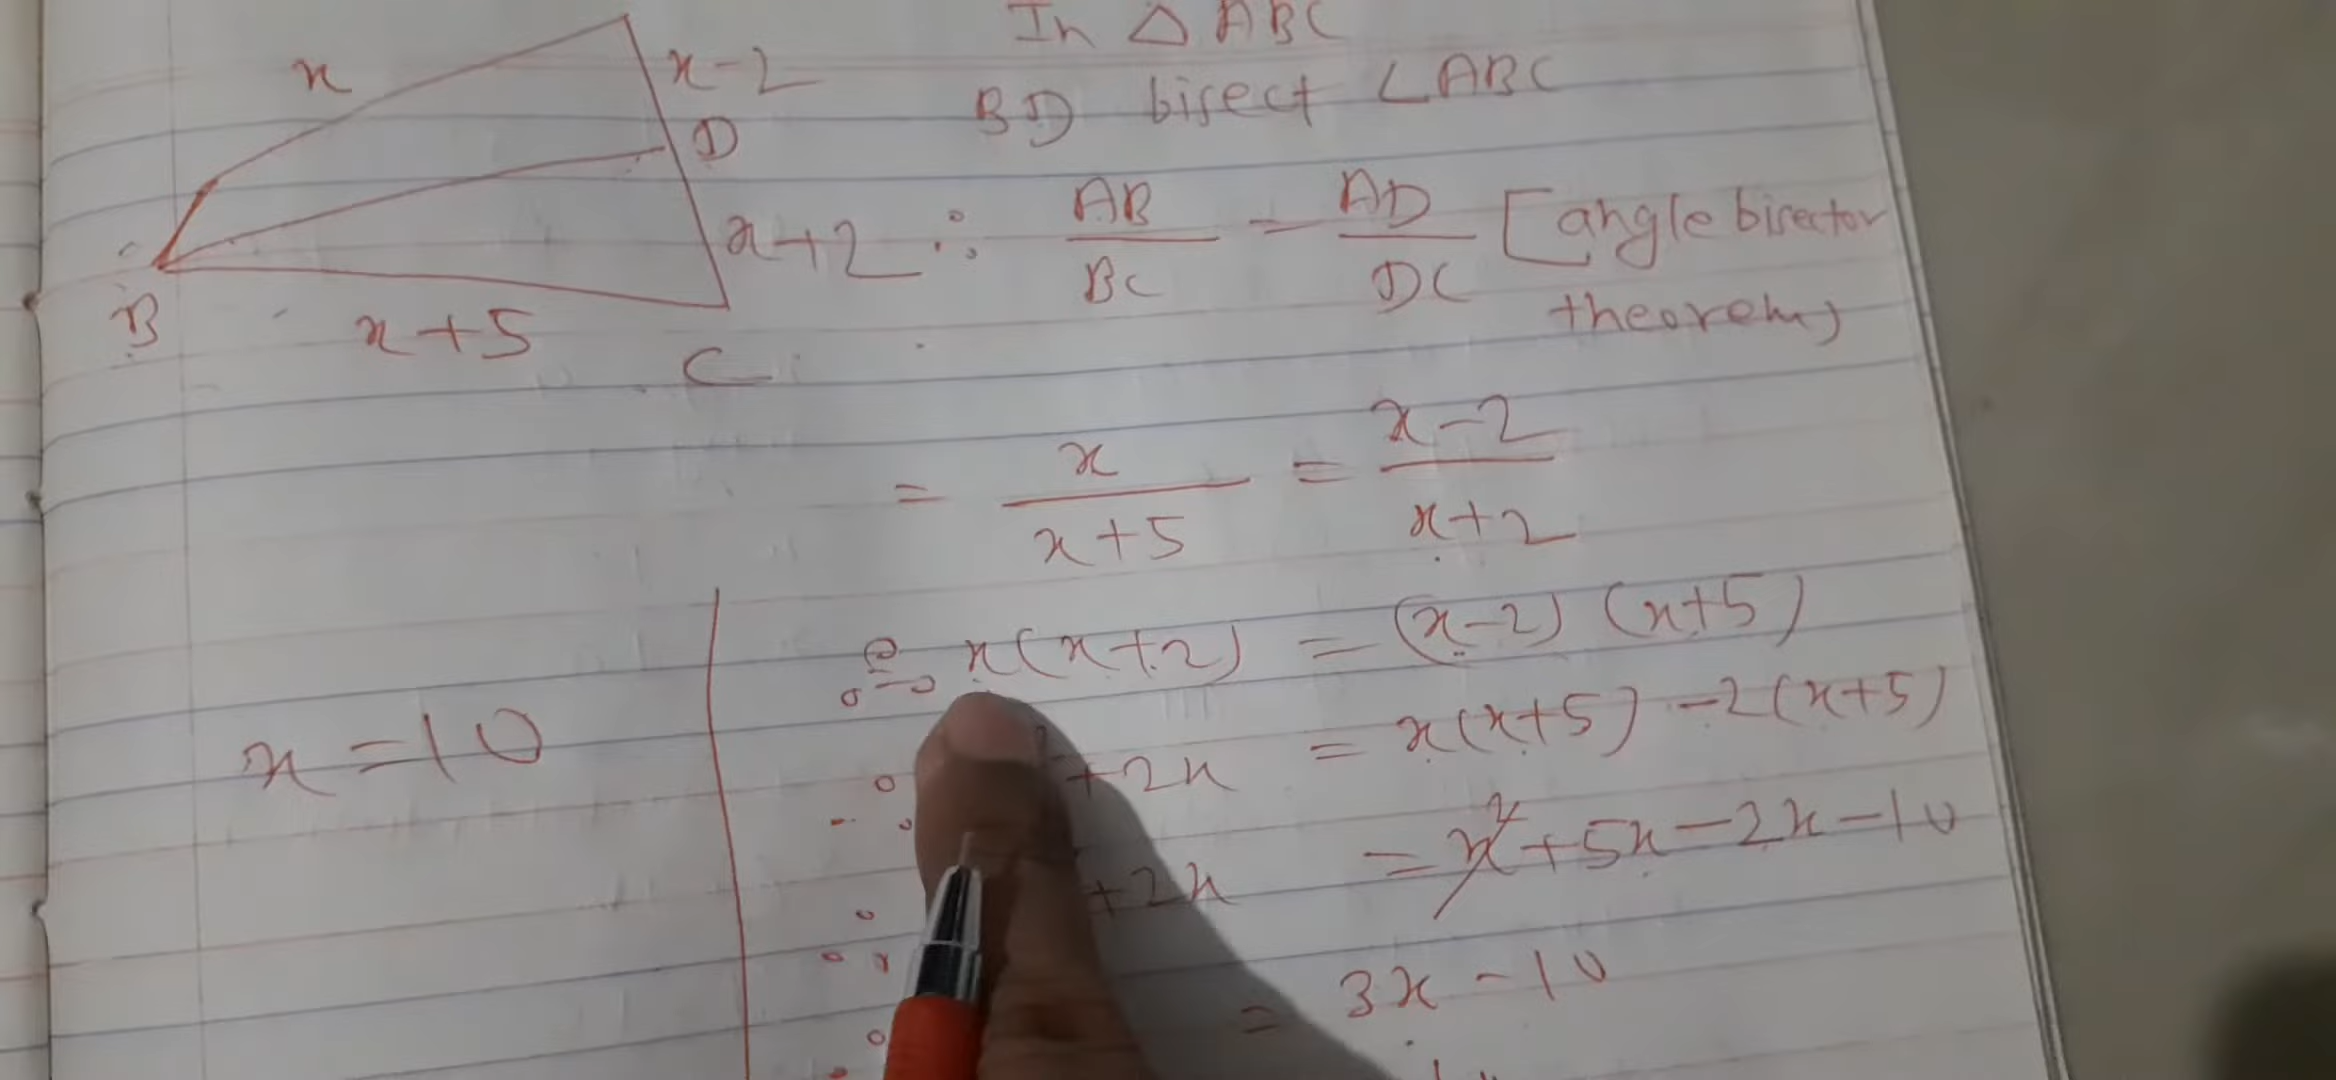 In △ ABC
x
x-2
BD bisect ∠ABC
D
x+2
∴ AB/BC = AD/DC [angle bisector
theorem)
B
x+5
C
= x/x+5 = x-2/x+2
x(x+2) = (x-2) (x+5)
x = 10
+2x = x(x+5) -2(x+5)
+2x = x²+5x-2x-10
= 3x-10